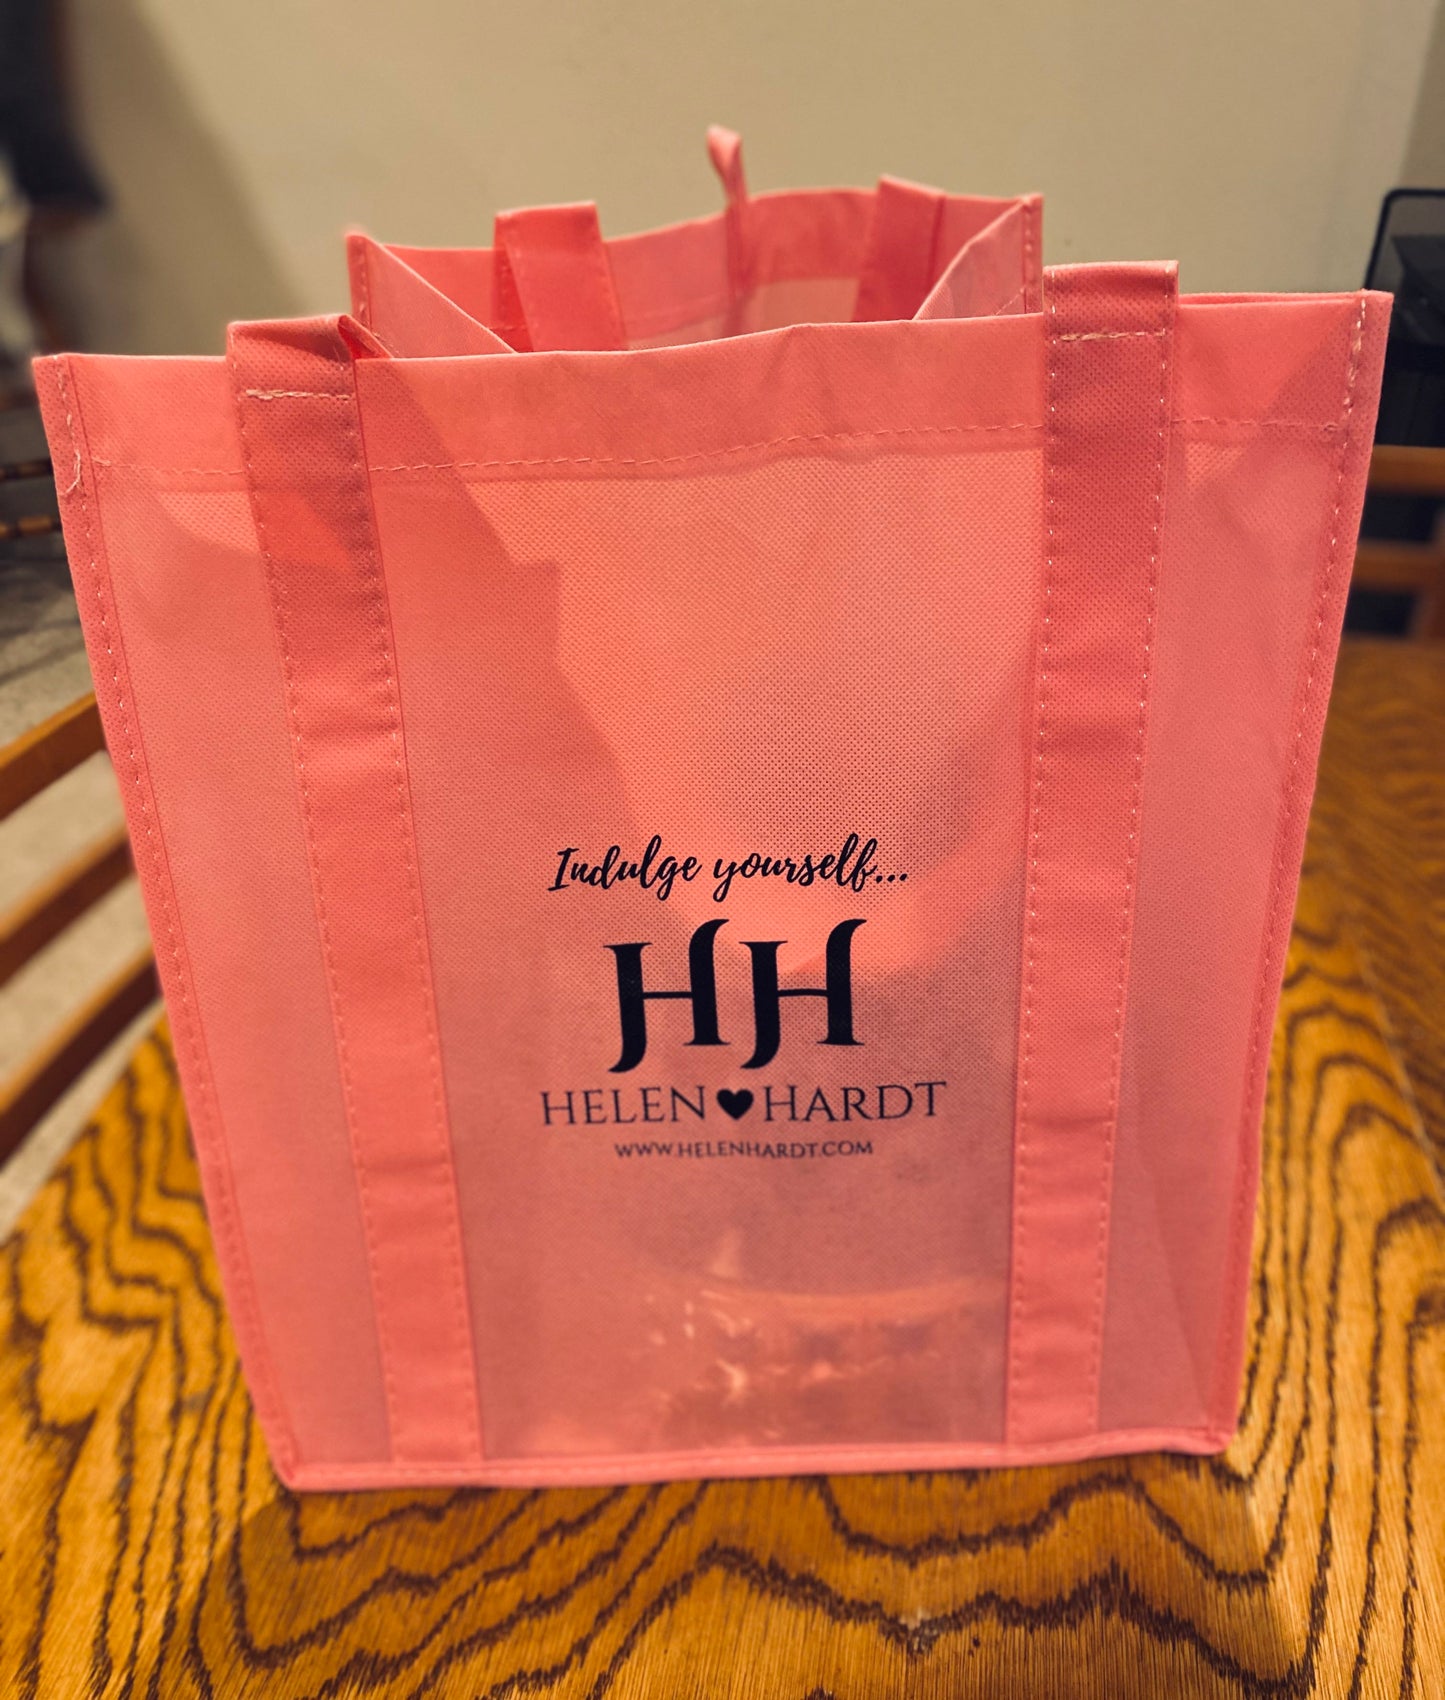 Indulge yourself...
HH
HELEN♥HARDT
WWW.HELENHARDT.COM